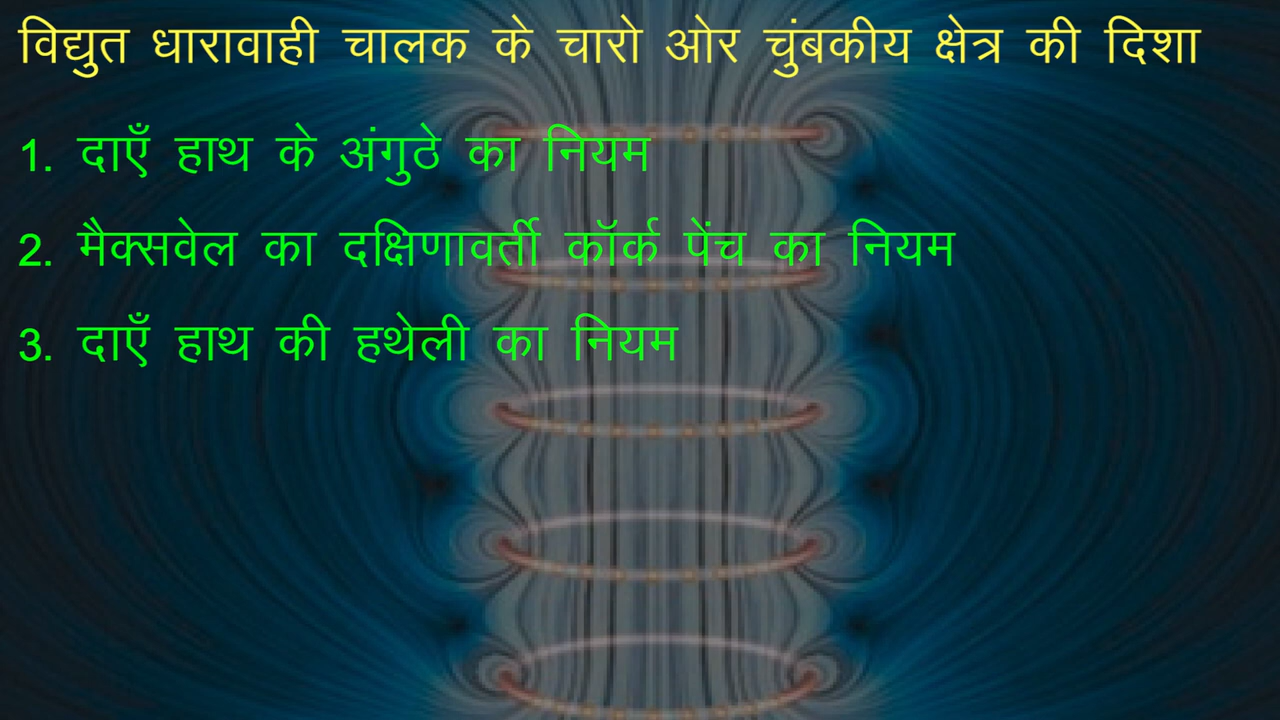 विद्युत धारावाही चालक के चारो ओर चुंबकीय क्षेत्र की दिशा
1. दाएँ हाथ के अंगुठे का नियम
2. मैक्सवेल का दक्षिणावर्ती कॉर्क पेंच का नियम
3. दाएँ हाथ की हथेली का नियम